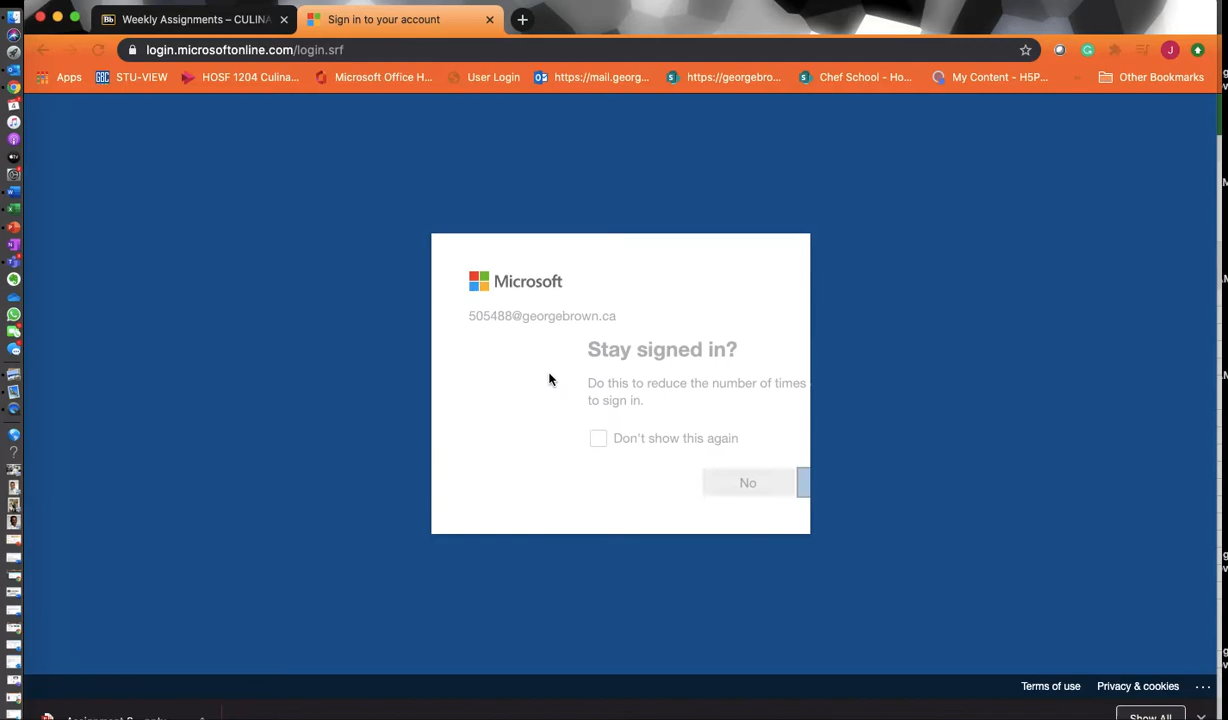 Weekly Assignments – CULINA
Sign in to your account
login.microsoftonline.com/login.srf
Apps
GBC STU-VIEW
HOSF 1204 Culina...
Microsoft Office H...
User Login
https://mail.georg...
https://georgebro...
Chef School - Ho...
My Content - H5P...
Other Bookmarks
Microsoft
505488@georgebrown.ca
Stay signed in?
Do this to reduce the number of times
to sign in.
Don't show this again
No
Terms of use
Privacy & cookies
...
Show All